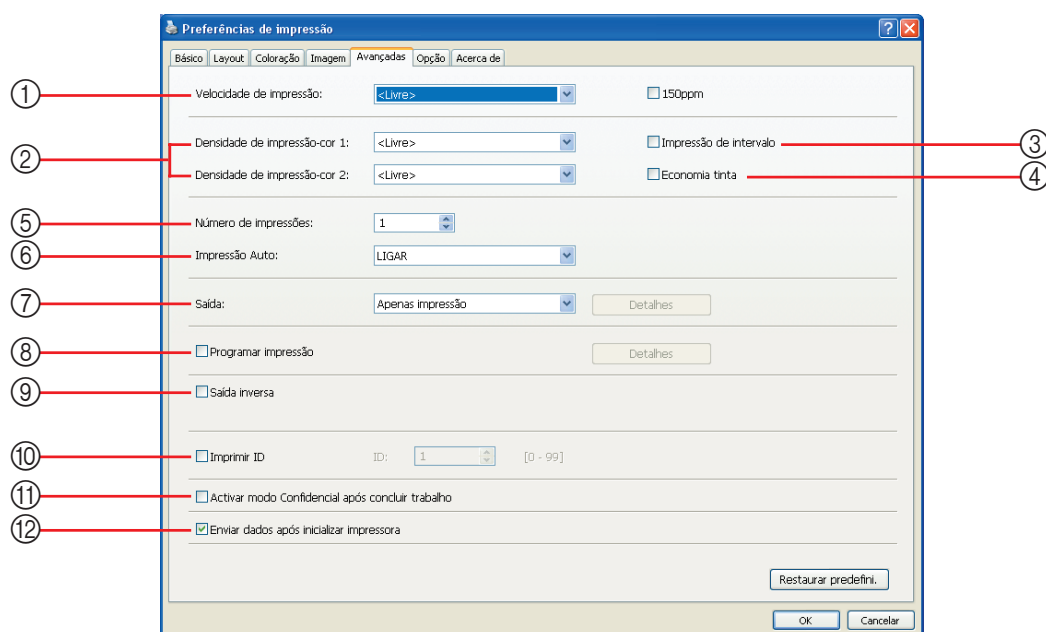 Preferências de impressão
Básico Layout Coloração Imagem Avançadas Opção Acerca de
① Velocidade de impressão: <Livre> 150ppm
② Densidade de impressão-cor 1: <Livre> Impressão de intervalo ③
Densidade de impressão-cor 2: <Livre> Economia tinta ④
⑤ Número de impressões: 1
⑥ Impressão Auto: LIGAR
⑦ Saída: Apenas impressão Detalhes
⑧ Programar impressão Detalhes
⑨ Saída inversa
⑩ Imprimir ID ID: 1 [0 - 99]
⑪ Activar modo Confidencial após concluir trabalho
⑫ Enviar dados após inicializar impressora
Restaurar predefini.
OK Cancelar